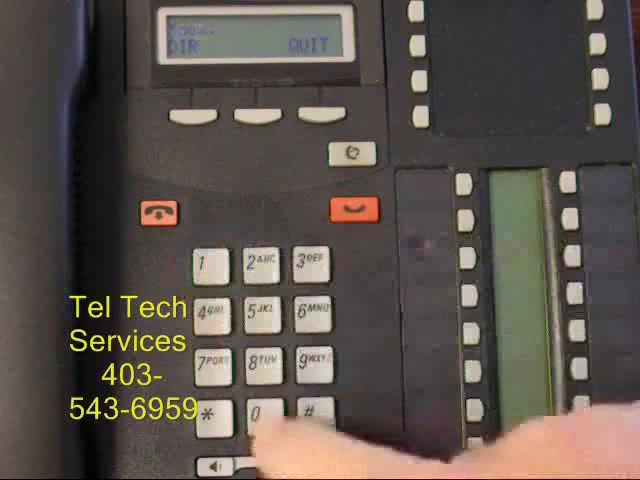 DIR QUIT
1 2ABC 3DEF
4GHI 5JKL 6MNO
7PQRS 8TUV 9WXYZ
* 0 #
Tel Tech
Services
403-
543-6959